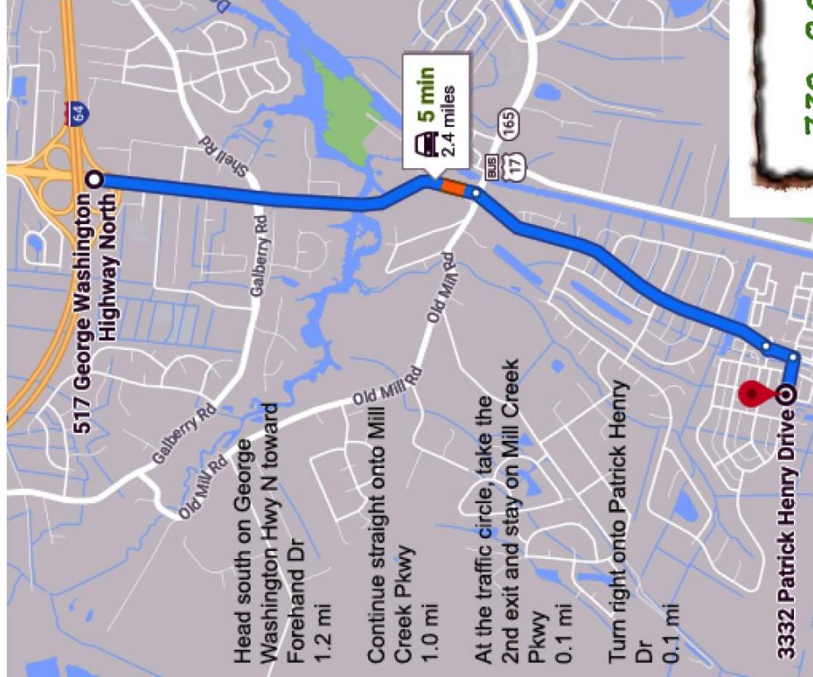 64
517 George Washington
Highway North
Shell Rd
Galberry Rd
5 min
2.4 miles
165
BUS
17
Old Mill Rd
Old Mill Rd
Galberry Rd
Old Mill Rd
Head south on George
Washington Hwy N toward
Forehand Dr
1.2 mi
Continue straight onto Mill
Creek Pkwy
1.0 mi
At the traffic circle, take the
2nd exit and stay on Mill Creek
Pkwy
0.1 mi
Turn right onto Patrick Henry
Dr
0.1 mi
3332 Patrick Henry Drive